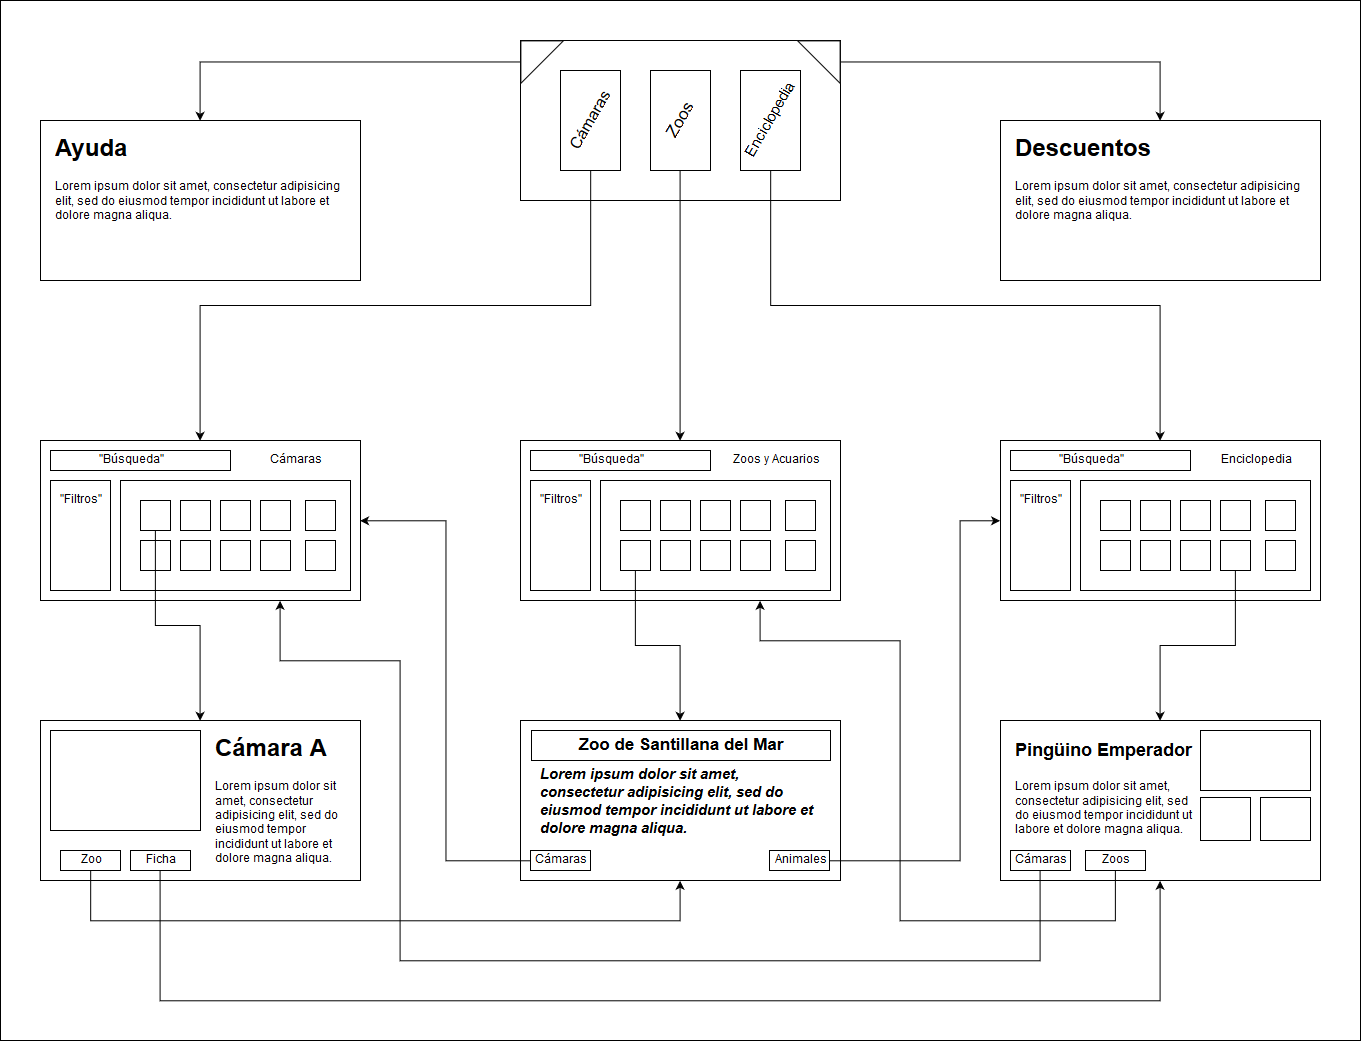 Cámaras
Zoos
Enciclopedia
Ayuda
Lorem ipsum dolor sit amet, consectetur adipisicing
elit, sed do eiusmod tempor incididunt ut labore et
dolore magna aliqua.
Descuentos
Lorem ipsum dolor sit amet, consectetur adipisicing
elit, sed do eiusmod tempor incididunt ut labore et
dolore magna aliqua.
"Búsqueda"
Cámaras
"Filtros"
"Búsqueda"
Zoos y Acuarios
"Filtros"
"Búsqueda"
Enciclopedia
"Filtros"
Cámara A
Lorem ipsum dolor sit
amet, consectetur
adipisicing elit, sed do
eiusmod tempor
incididunt ut labore et
dolore magna aliqua.
Zoo
Ficha
Zoo de Santillana del Mar
Lorem ipsum dolor sit amet,
consectetur adipisicing elit, sed do
eiusmod tempor incididunt ut labore et
dolore magna aliqua.
Cámaras
Animales
Pingüino Emperador
Lorem ipsum dolor sit amet,
consectetur adipisicing elit, sed
do eiusmod tempor incididunt ut
labore et dolore magna aliqua.
Cámaras
Zoos